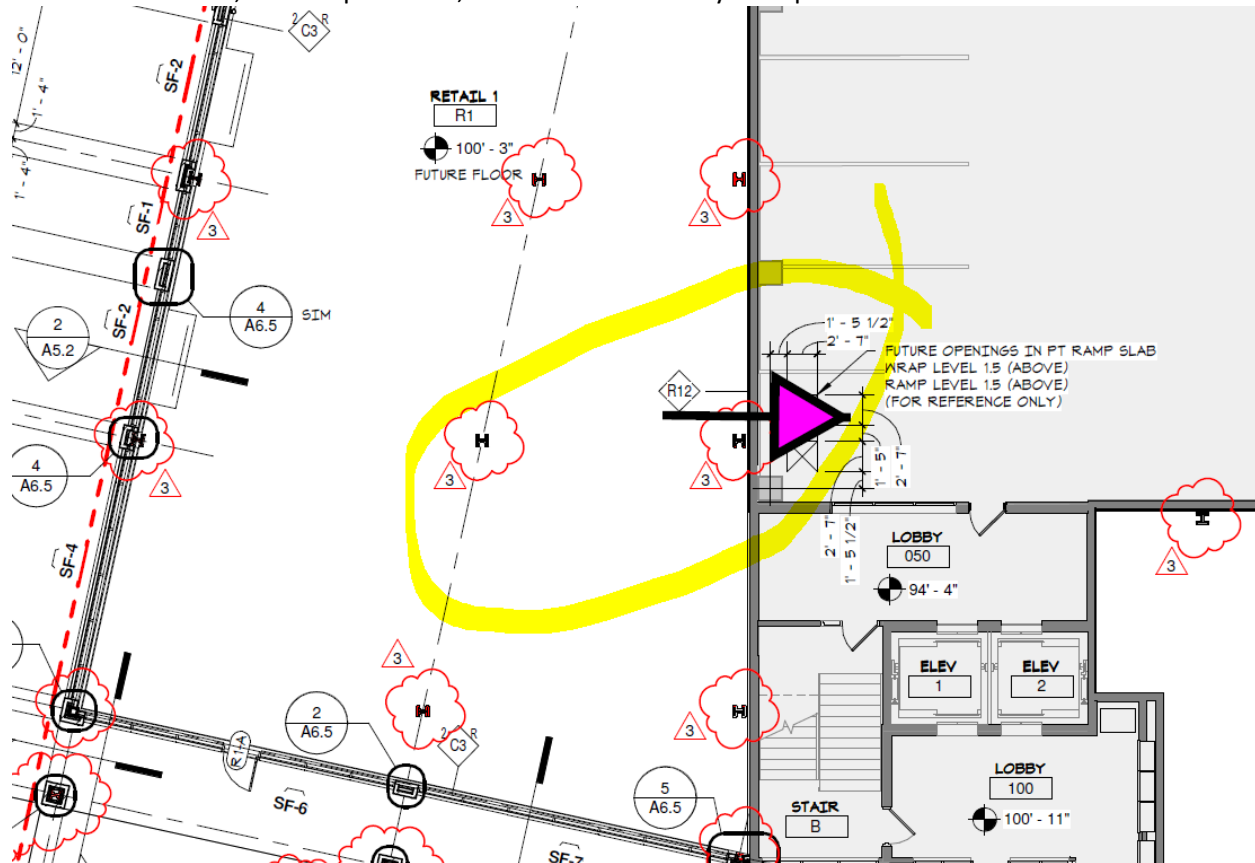 2 R
C3
12' - 0"
1' - 4"
SF-2
RETAIL 1
R1
100' - 3"
FUTURE FLOOR
3
3
3
1' - 4"
SF-1
4
A6.5
SIM
SF-2
2
A5.2
1' - 5 1/2"
2' - 7"
FUTURE OPENINGS IN PT RAMP SLAB
WRAP LEVEL 1.5 (ABOVE)
RAMP LEVEL 1.5 (ABOVE)
(FOR REFERENCE ONLY)
R12
4
A6.5
3
3
3
1' - 5"
2' - 7"
2' - 7"
1' - 5 1/2"
SF-4
LOBBY
050
94' - 4"
3
3
3
ELEV
1
ELEV
2
2
A6.5
2 R
C3
R1-A
SF-6
LOBBY
100
100' - 11"
STAIR
B
5
A6.5
SF-7